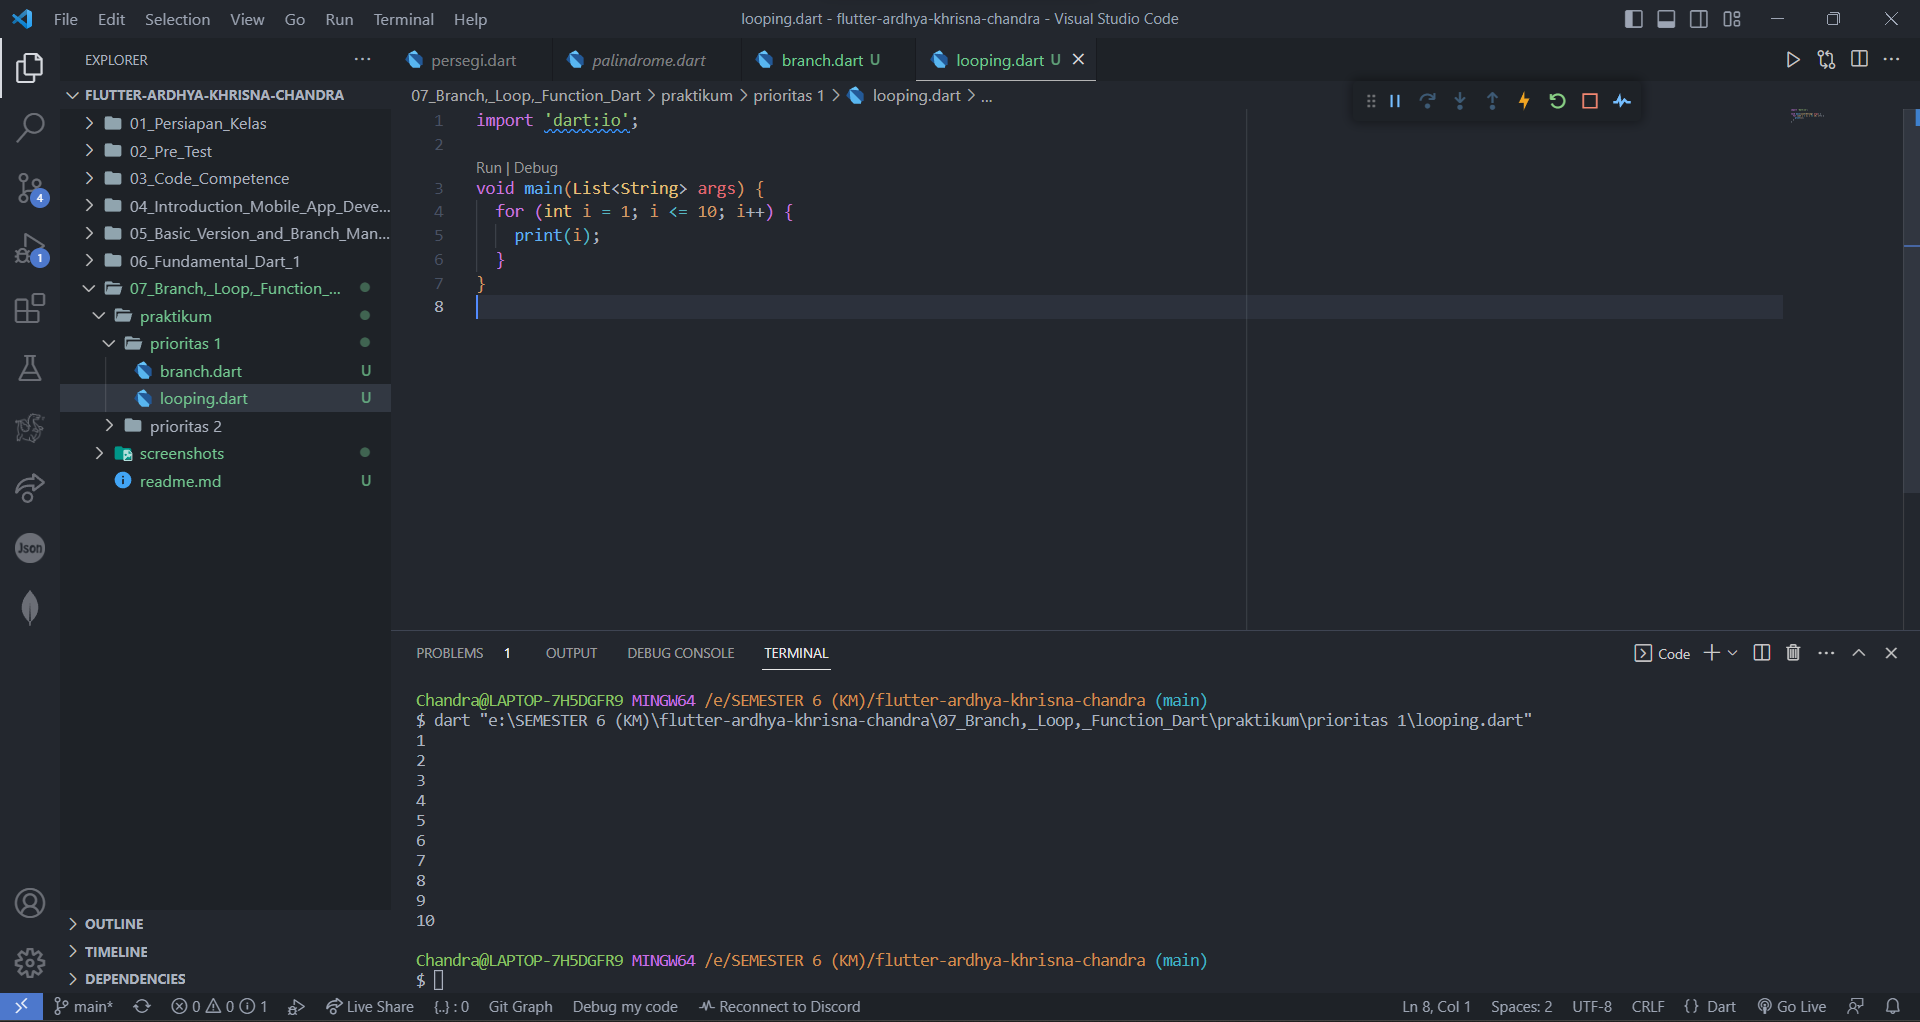 File Edit Selection View Go Run Terminal Help
looping.dart - flutter-ardhya-khrisna-chandra - Visual Studio Code
EXPLORER
FLUTTER-ARDHYA-KHRISNA-CHANDRA
01_Persiapan_Kelas
02_Pre_Test
03_Code_Competence
04_Introduction_Mobile_App_Deve...
05_Basic_Version_and_Branch_Man...
06_Fundamental_Dart_1
07_Branch,_Loop,_Function_...
praktikum
prioritas 1
branch.dart U
looping.dart U
prioritas 2
screenshots
readme.md U
4
1
Json
OUTLINE
TIMELINE
DEPENDENCIES
persegi.dart
palindrome.dart
branch.dart U
looping.dart U
07_Branch,_Loop,_Function_Dart > praktikum > prioritas 1 > looping.dart > ...
1 import 'dart:io';
2
Run | Debug
3 void main(List<String> args) {
4 for (int i = 1; i <= 10; i++) {
5 print(i);
6 }
7 }
8
PROBLEMS 1 OUTPUT DEBUG CONSOLE TERMINAL
Code
Chandra@LAPTOP-7H5DGFR9 MINGW64 /e/SEMESTER 6 (KM)/flutter-ardhya-khrisna-chandra (main)
$ dart "e:\SEMESTER 6 (KM)\flutter-ardhya-khrisna-chandra\07_Branch,_Loop,_Function_Dart\praktikum\prioritas 1\looping.dart"
1
2
3
4
5
6
7
8
9
10
Chandra@LAPTOP-7H5DGFR9 MINGW64 /e/SEMESTER 6 (KM)/flutter-ardhya-khrisna-chandra (main)
$
main* 0 0 1 Live Share {..} : 0 Git Graph Debug my code Reconnect to Discord
Ln 8, Col 1 Spaces: 2 UTF-8 CRLF {} Dart Go Live